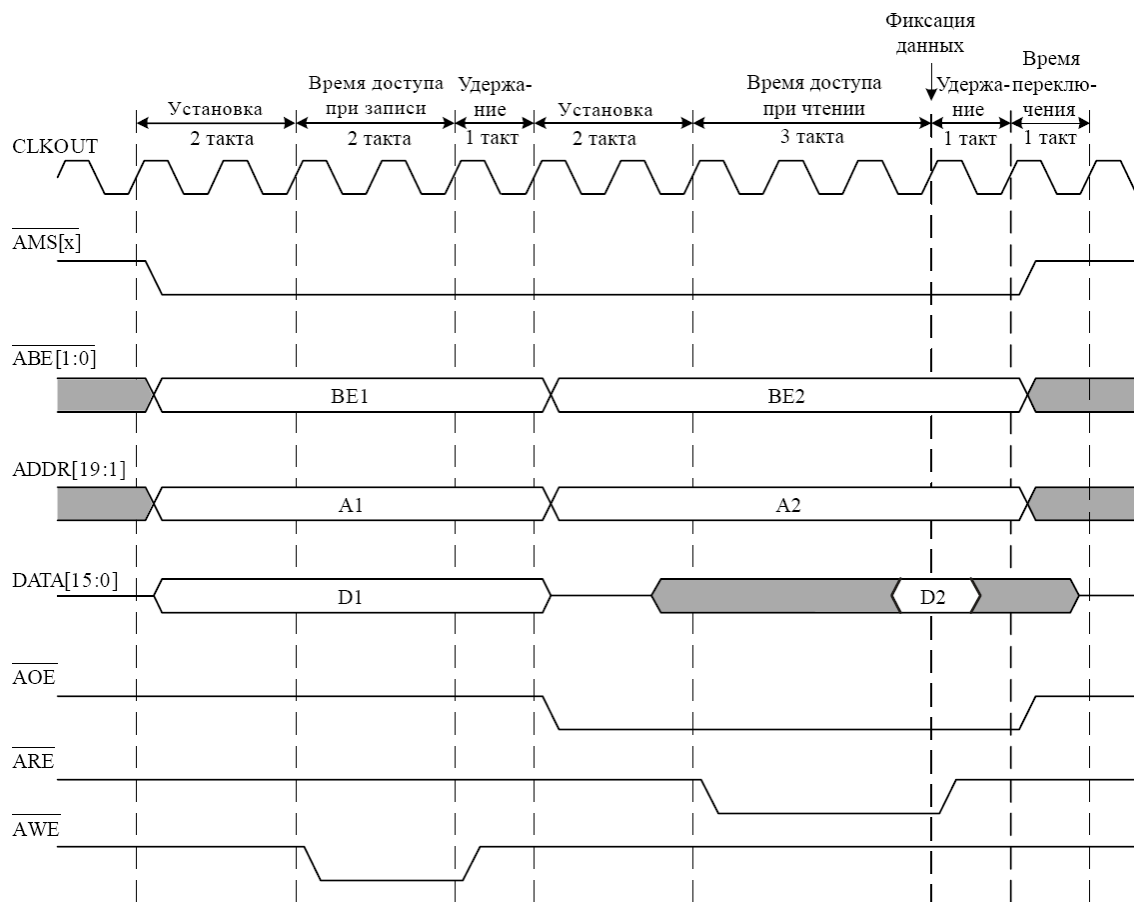 Фиксация
данных
Время
переклю-
чения
Время доступа
при записи
Удержа-
ние
Время доступа
при чтении
Удержа-
ние
Установка
Установка
2 такта
2 такта
1 такт
2 такта
3 такта
1 такт
1 такт
CLKOUT
AMS[x]
ABE[1:0]
BE1
BE2
ADDR[19:1]
A1
A2
DATA[15:0]
D1
D2
AOE
ARE
AWE